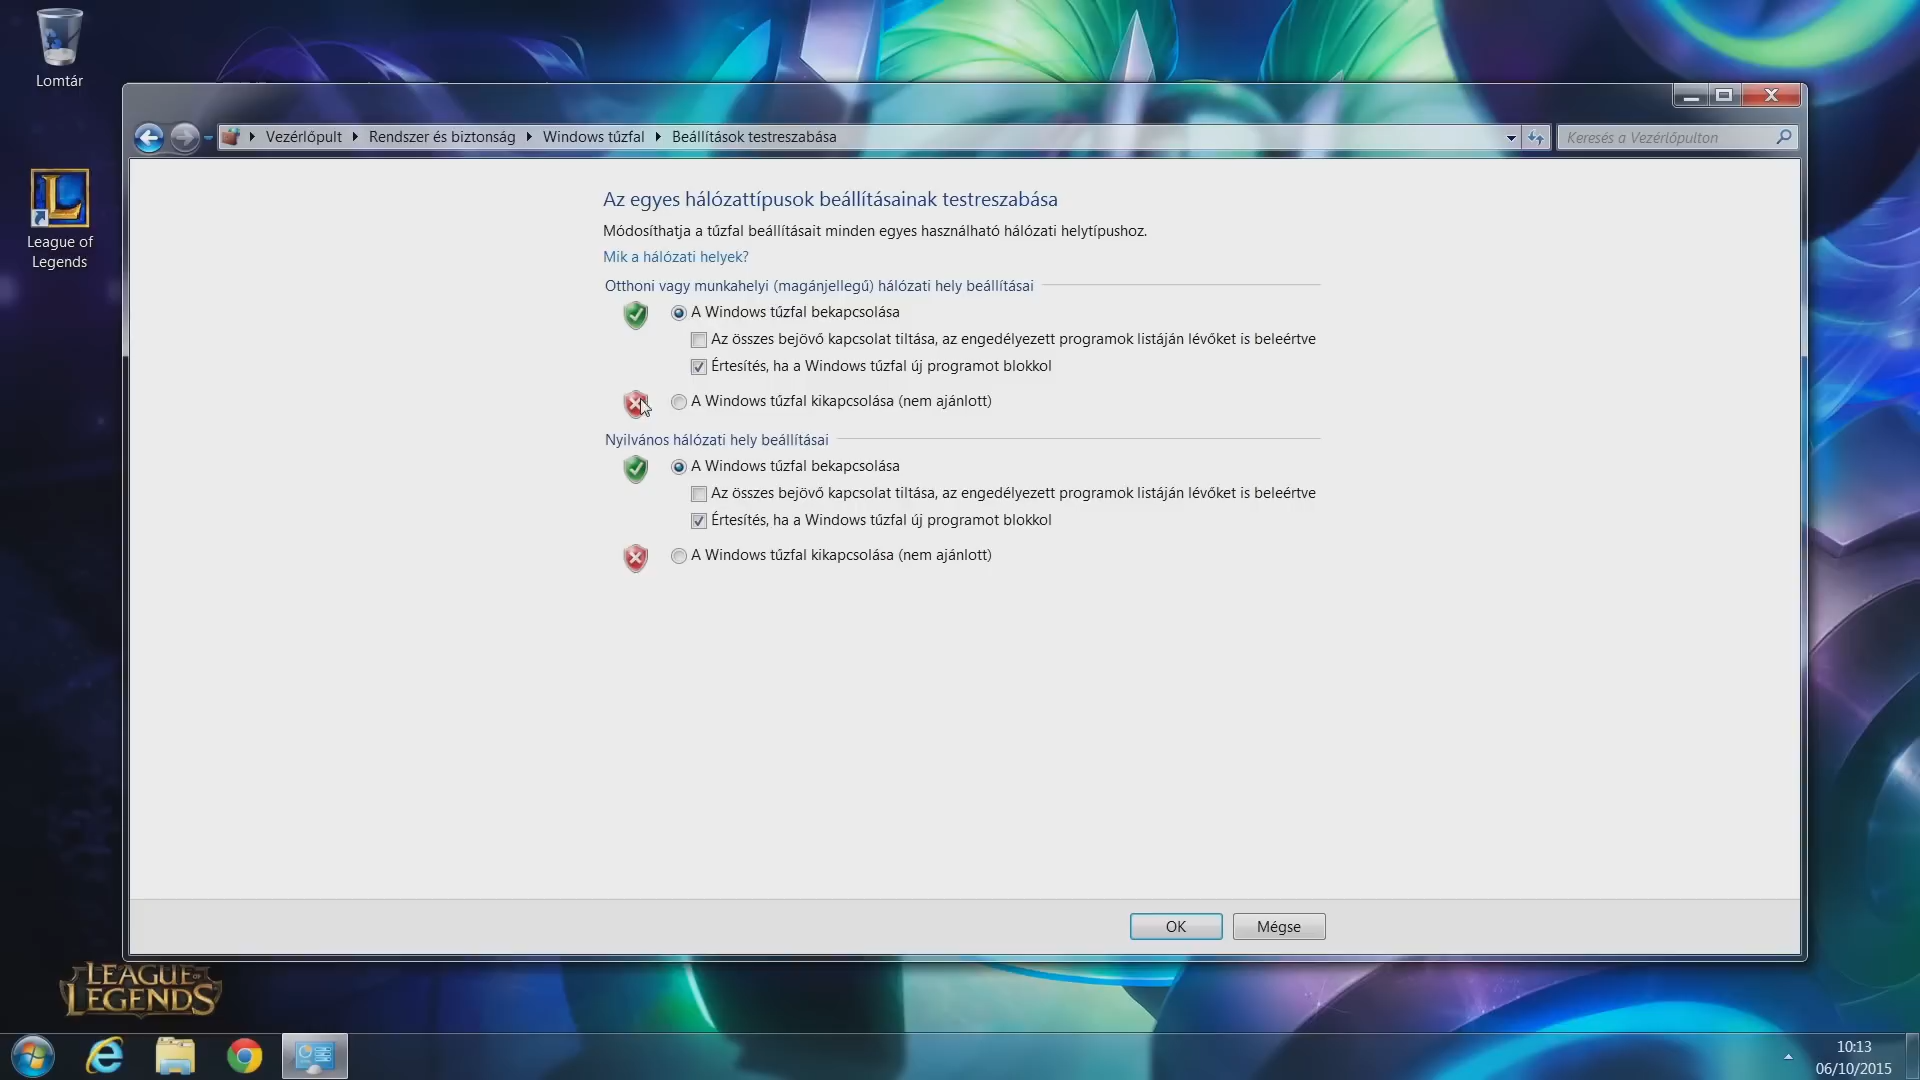 Lomtár
Vezérlőpult
Rendszer és biztonság
Windows tűzfal
Beállítások testreszabása
Keresés a Vezérlőpulton
League of
Legends
Az egyes hálózattípusok beállításainak testreszabása
Módosíthatja a tűzfal beállításait minden egyes használható hálózati helytípushoz.
Mik a hálózati helyek?
Otthoni vagy munkahelyi (magánjellegű) hálózati hely beállításai
A Windows tűzfal bekapcsolása
Az összes bejövő kapcsolat tiltása, az engedélyezett programok listáján lévőket is beleértve
Értesítés, ha a Windows tűzfal új programot blokkol
A Windows tűzfal kikapcsolása (nem ajánlott)
Nyilvános hálózati hely beállításai
A Windows tűzfal bekapcsolása
Az összes bejövő kapcsolat tiltása, az engedélyezett programok listáján lévőket is beleértve
Értesítés, ha a Windows tűzfal új programot blokkol
A Windows tűzfal kikapcsolása (nem ajánlott)
OK
Mégse
LEAGUE OF
LEGENDS
10:13
06/10/2015